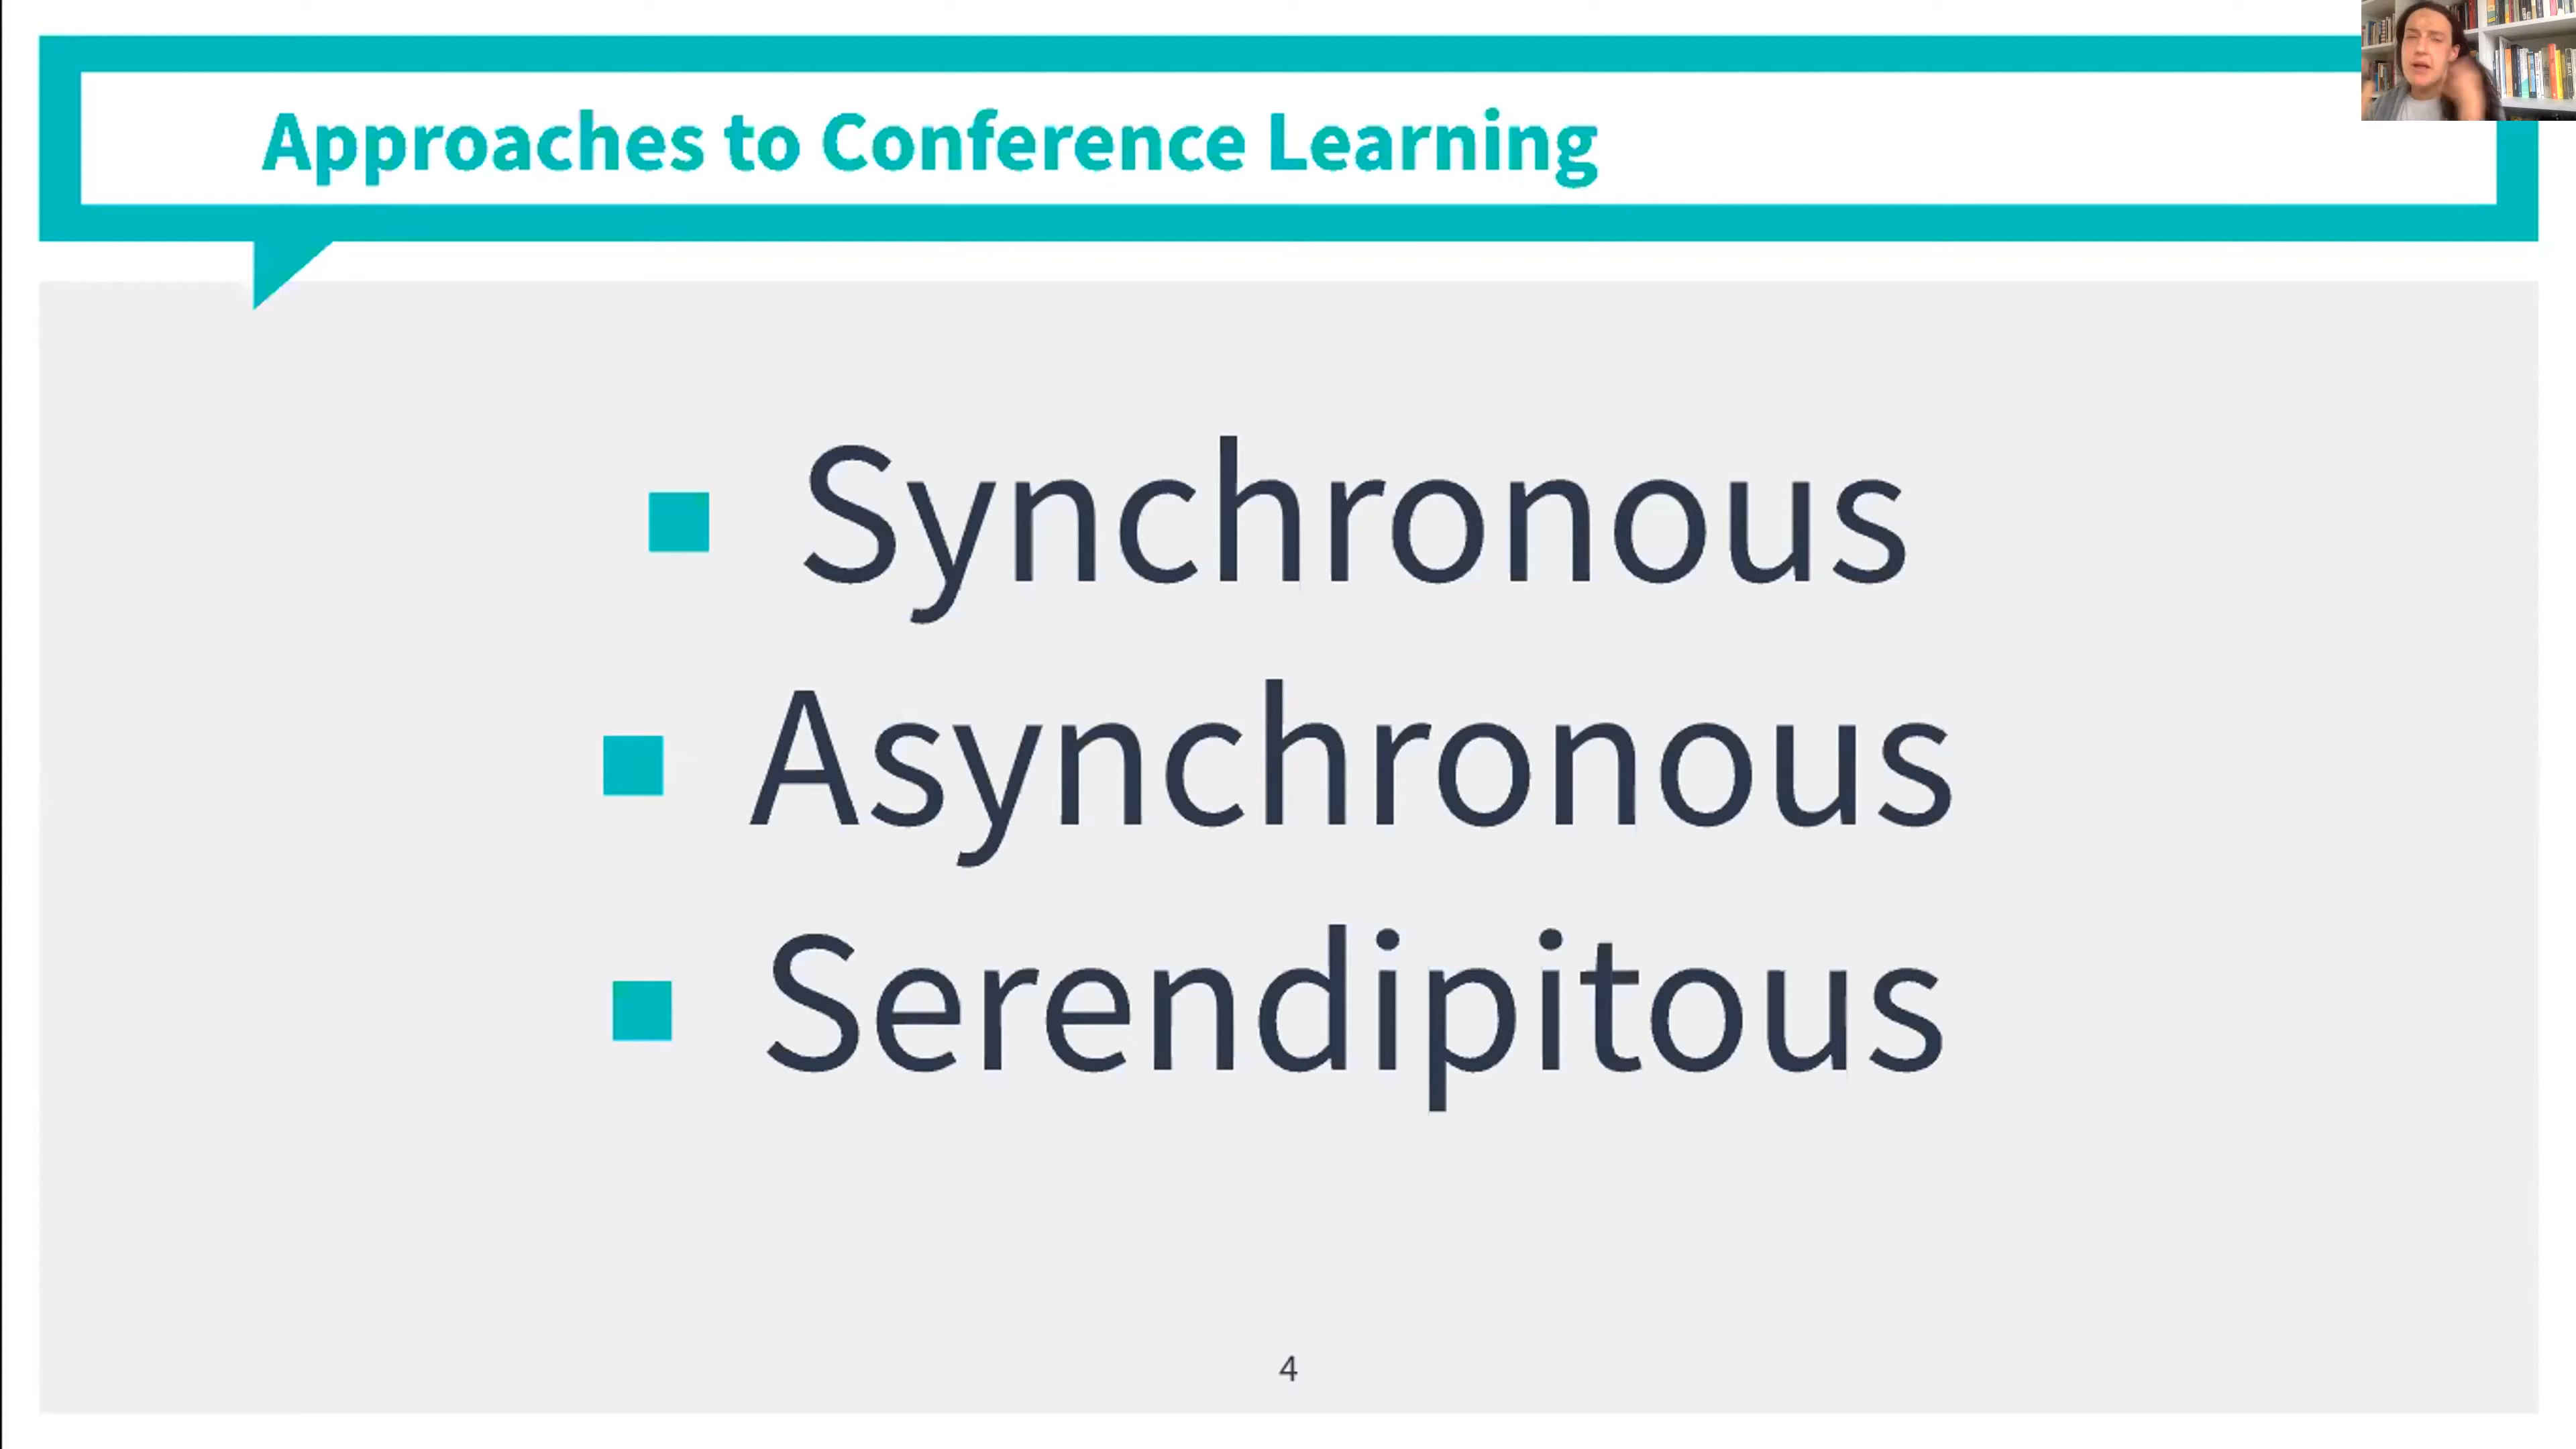 Approaches to Conference Learning
Synchronous
Asynchronous
Serendipitous
4